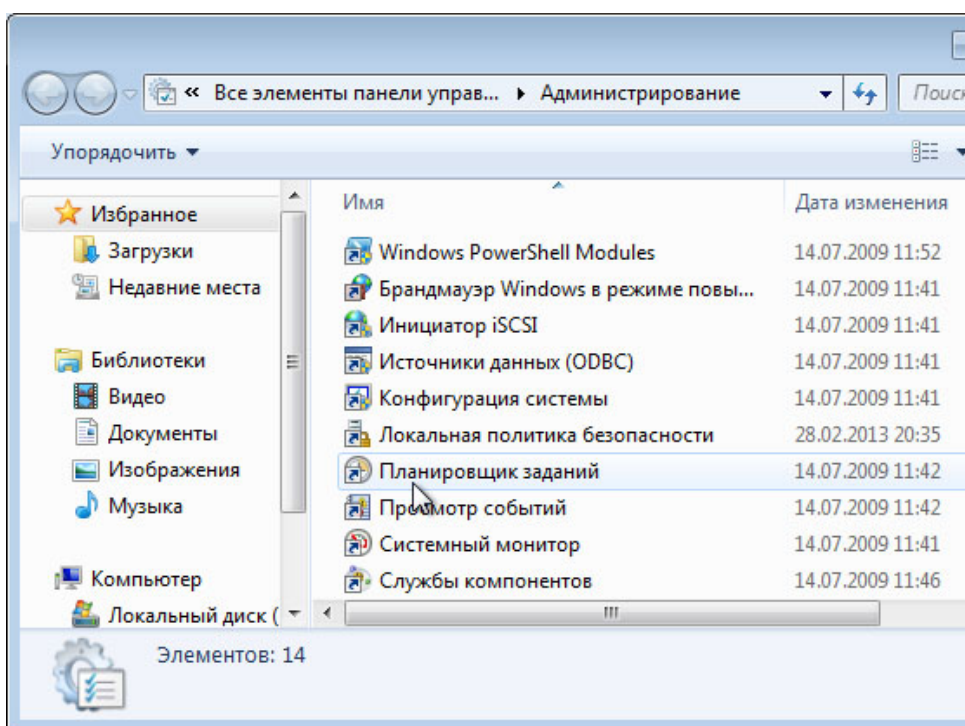 « Все элементы панели управ... ▸ Администрирование
Поиск
Упорядочить
Избранное
Загрузки
Недавние места
Библиотеки
Видео
Документы
Изображения
Музыка
Компьютер
Локальный диск (
Имя Дата изменения
Windows PowerShell Modules 14.07.2009 11:52
Брандмауэр Windows в режиме повы... 14.07.2009 11:41
Инициатор iSCSI 14.07.2009 11:41
Источники данных (ODBC) 14.07.2009 11:41
Конфигурация системы 14.07.2009 11:41
Локальная политика безопасности 28.02.2013 20:35
Планировщик заданий 14.07.2009 11:42
Просмотр событий 14.07.2009 11:42
Системный монитор 14.07.2009 11:41
Службы компонентов 14.07.2009 11:46
Элементов: 14